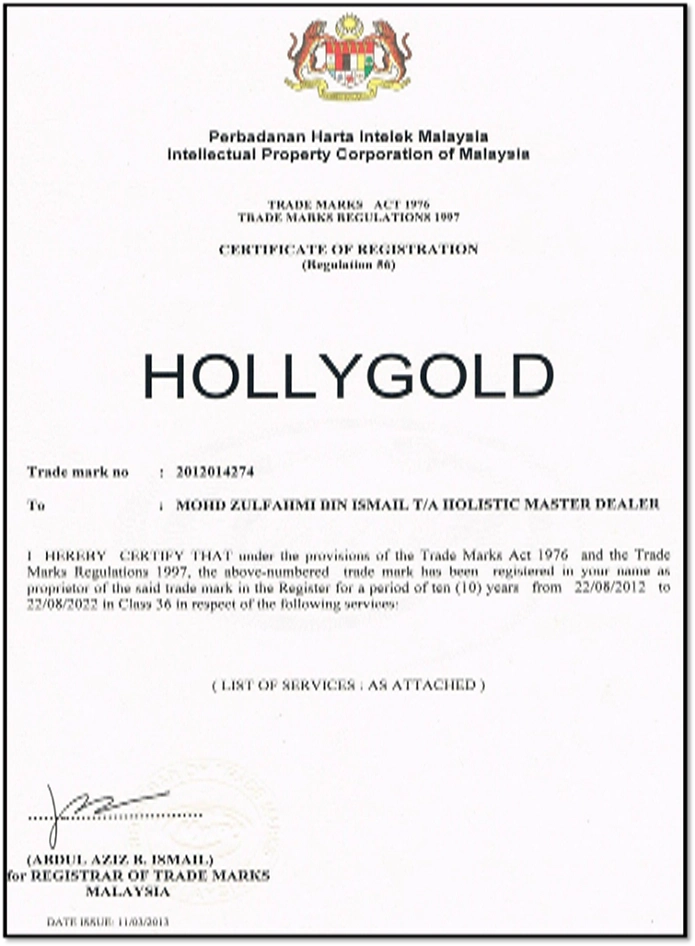 Perbadanan Harta Intelek Malaysia
Intellectual Property Corporation of Malaysia
TRADE MARKS ACT 1976
TRADE MARKS REGULATIONS 1997
CERTIFICATE OF REGISTRATION
(Regulation 56)
HOLLYGOLD
Trade mark no : 2012014274
To : MOHD ZULFAHMI BIN ISMAIL T/A HOLISTIC MASTER DEALER
I HEREBY CERTIFY THAT under the provisions of the Trade Marks Act 1976 and the Trade
Marks Regulations 1997, the above-numbered trade mark has been registered in your name as
proprietor of the said trade mark in the Register for a period of ten (10) years from 22/08/2012 to
22/08/2022 in Class 36 in respect of the following services:
( LIST OF SERVICES : AS ATTACHED )
(ABDUL AZIZ B. ISMAIL)
for REGISTRAR OF TRADE MARKS
MALAYSIA
DATE ISSUE: 11/03/2013